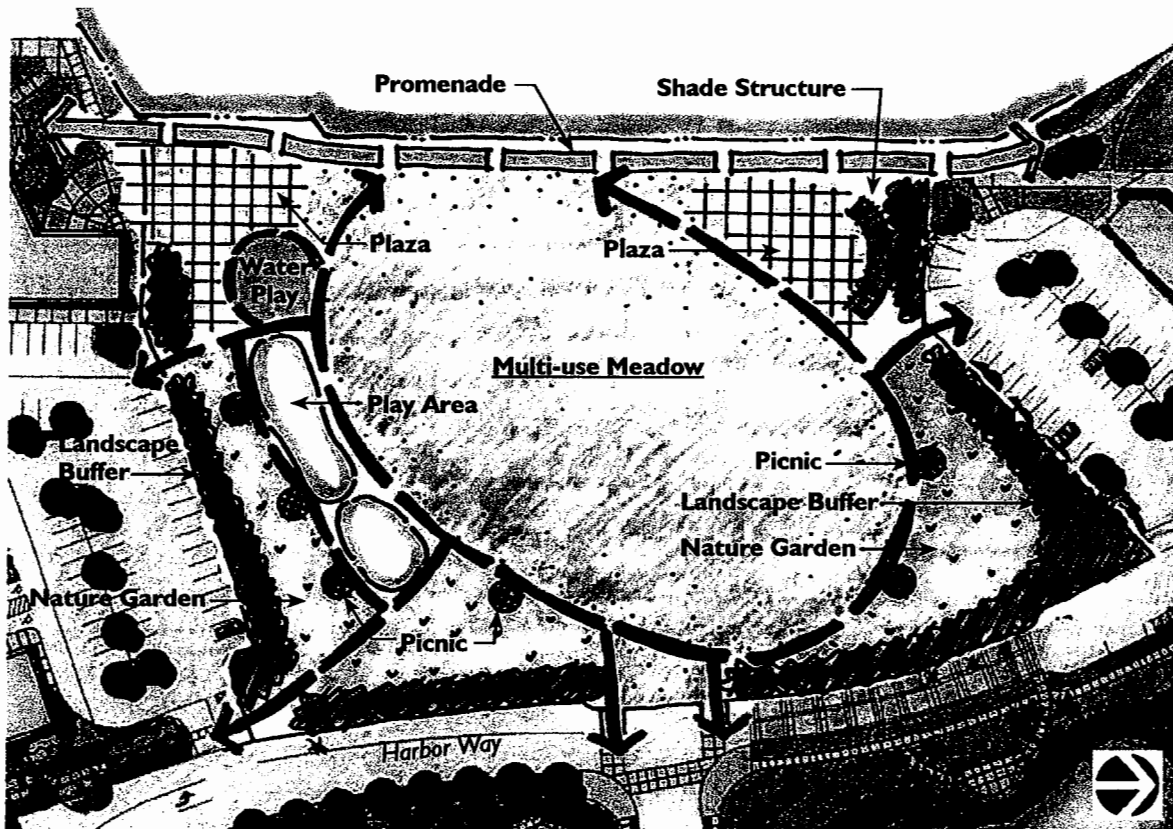 Promenade
Shade Structure
Plaza
Plaza
Water
Play
Multi-use Meadow
Play Area
Landscape
Buffer
Picnic
Landscape Buffer
Nature Garden
Nature Garden
Picnic
Harbor Way